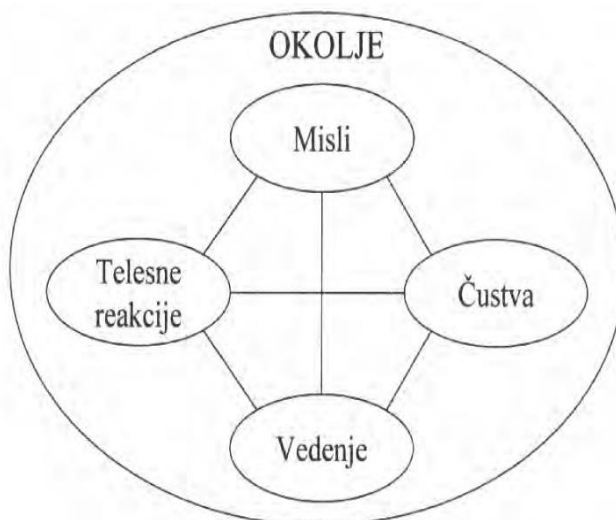 OKOLJE
Misli
Telesne
reakcije
Čustva
Vedenje